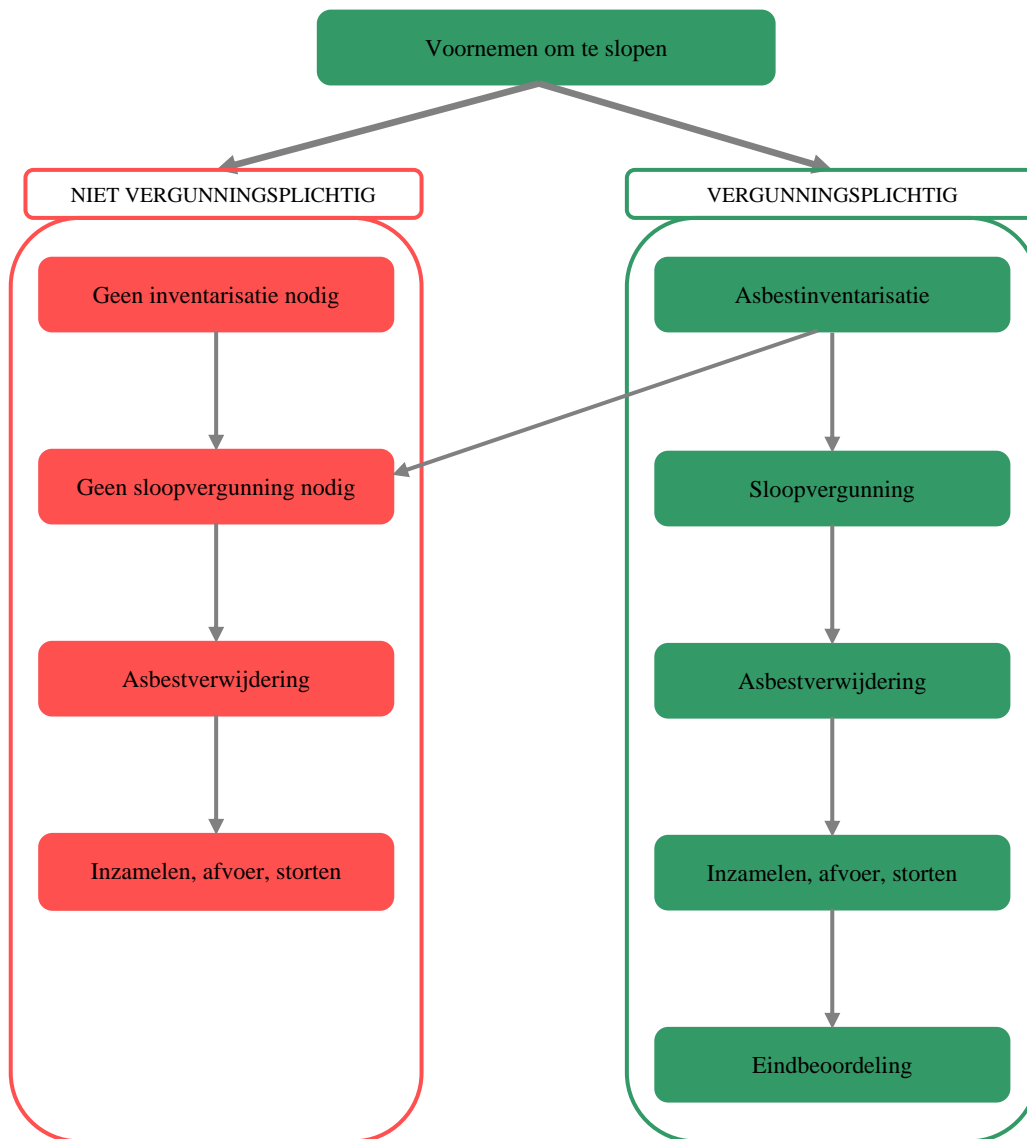 Voornemen om te slopen
NIET VERGUNNINGSPLICHTIG
Geen inventarisatie nodig
Geen sloopvergunning nodig
Asbestverwijdering
Inzamelen, afvoer, storten
VERGUNNINGSPLICHTIG
Asbestinventarisatie
Sloopvergunning
Asbestverwijdering
Inzamelen, afvoer, storten
Eindbeoordeling